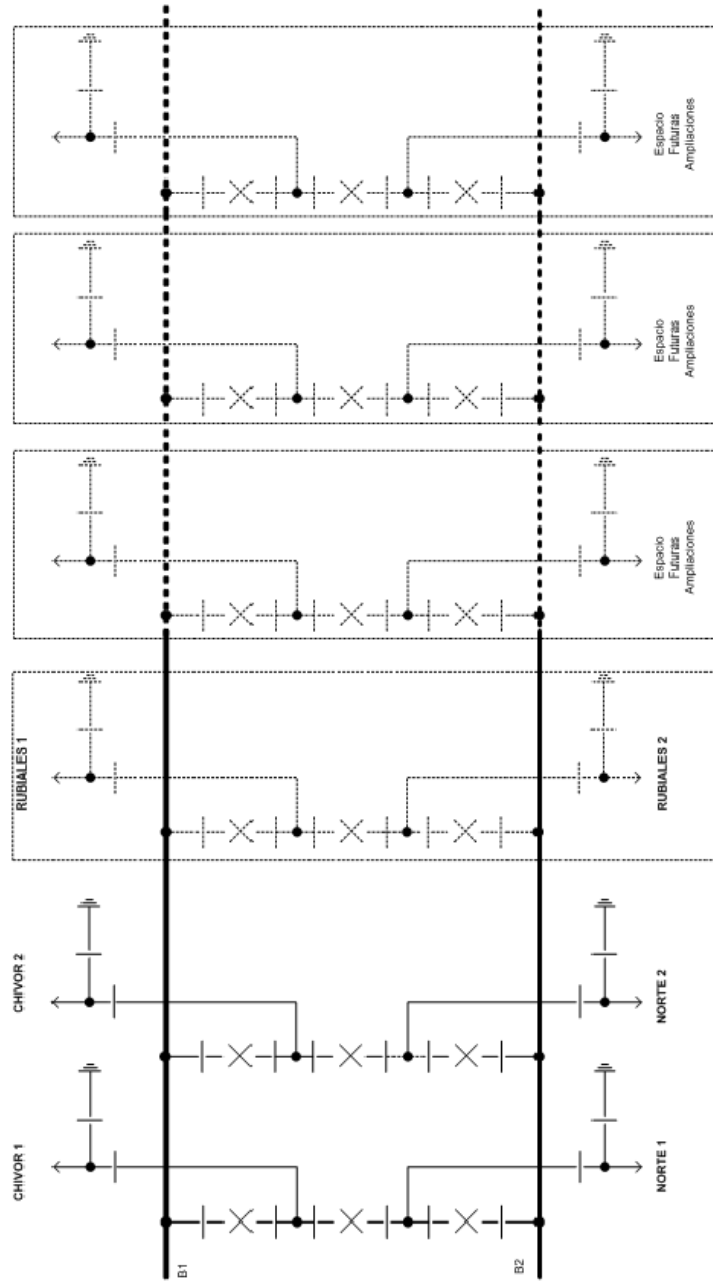 RUBIALES 1
CHIVOR 2
CHIVOR 1
B1
B2
Espacio
Futuras
Ampliaciones
Espacio
Futuras
Ampliaciones
Espacio
Futuras
Ampliaciones
RUBIALES 2
NORTE 2
NORTE 1